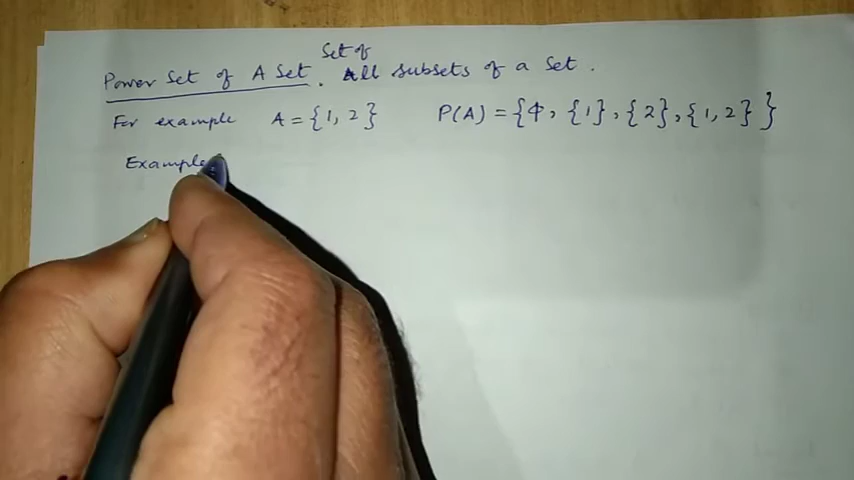 Set of
Power Set of A Set . All subsets of a Set .
For example A = {1, 2} P(A) = {Φ, {1}, {2}, {1, 2} }
Example